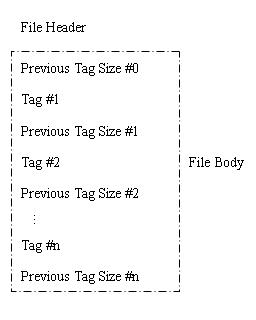 File Header
Previous Tag Size #0
Tag #1
Previous Tag Size #1
Tag #2
File Body
Previous Tag Size #2
⋮
Tag #n
Previous Tag Size #n